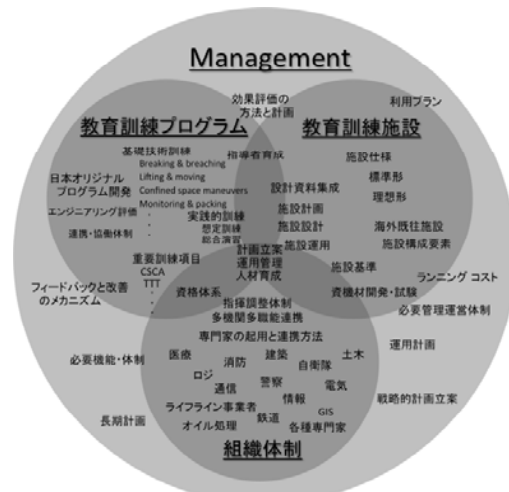 Management
効果評価の
方法と計画
利用プラン
教育訓練プログラム
教育訓練施設
基礎技術訓練
指導者育成
施設仕様
Breaking & breaching
Lifting & moving
Confined space maneuvers
Monitoring & packing
日本オリジナル
プログラム開発
標準形
理想形
設計資料集成
エンジニアリング評価
実践的訓練
想定訓練
総合演習
施設計画
施設設計
施設運用
海外既往施設
施設構成要素
連携・協働体制
計画立案
運用管理
人材育成
重要訓練項目
CSCA
TTT
施設基準
ランニング コスト
フィードバックと改善
のメカニズム
資格体系
資機材開発・試験
指揮調整体制
多機関多職能連携
必要管理運営体制
専門家の起用と連携方法
運用計画
必要機能・体制
医療
消防
建築
自衛隊
土木
ロジ
通信
警察
電気
情報
戦略的計画立案
ライフライン事業者
GIS
長期計画
オイル処理
鉄道
各種専門家
組織体制